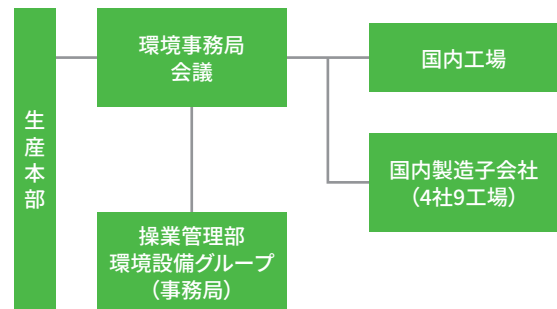 生産本部
環境事務局
会議
国内工場
国内製造子会社
（4社9工場）
操業管理部
環境設備グループ
（事務局）